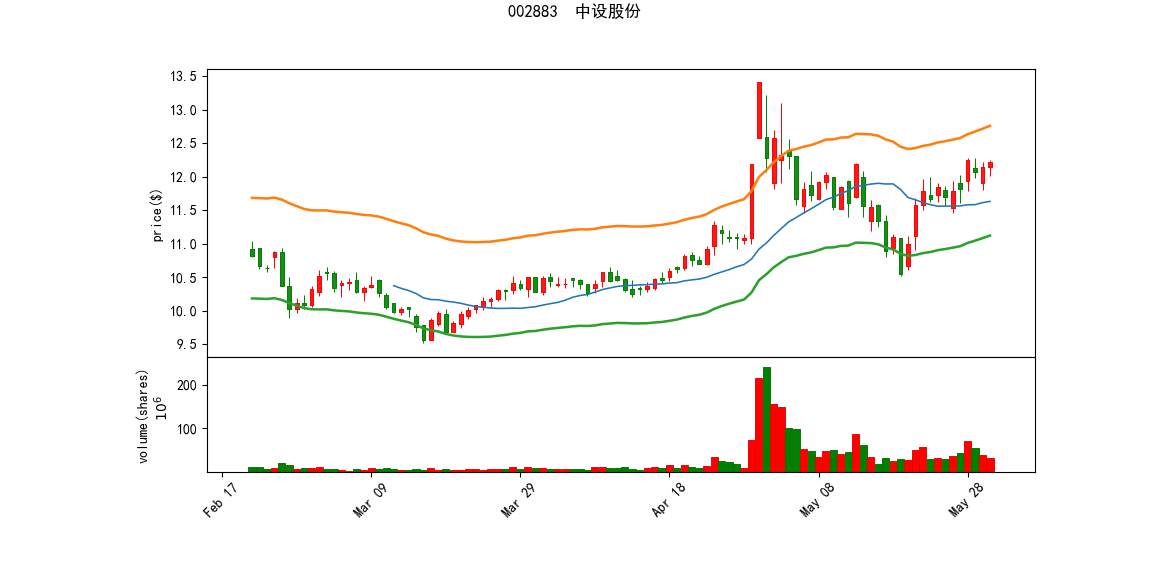 002883 中设股份
13.5
13.0
12.5
12.0
11.5
11.0
10.5
10.0
9.5
price($)
200
100
volume(shares)
10^6
Feb 17
Mar 09
Mar 29
Apr 18
May 08
May 28